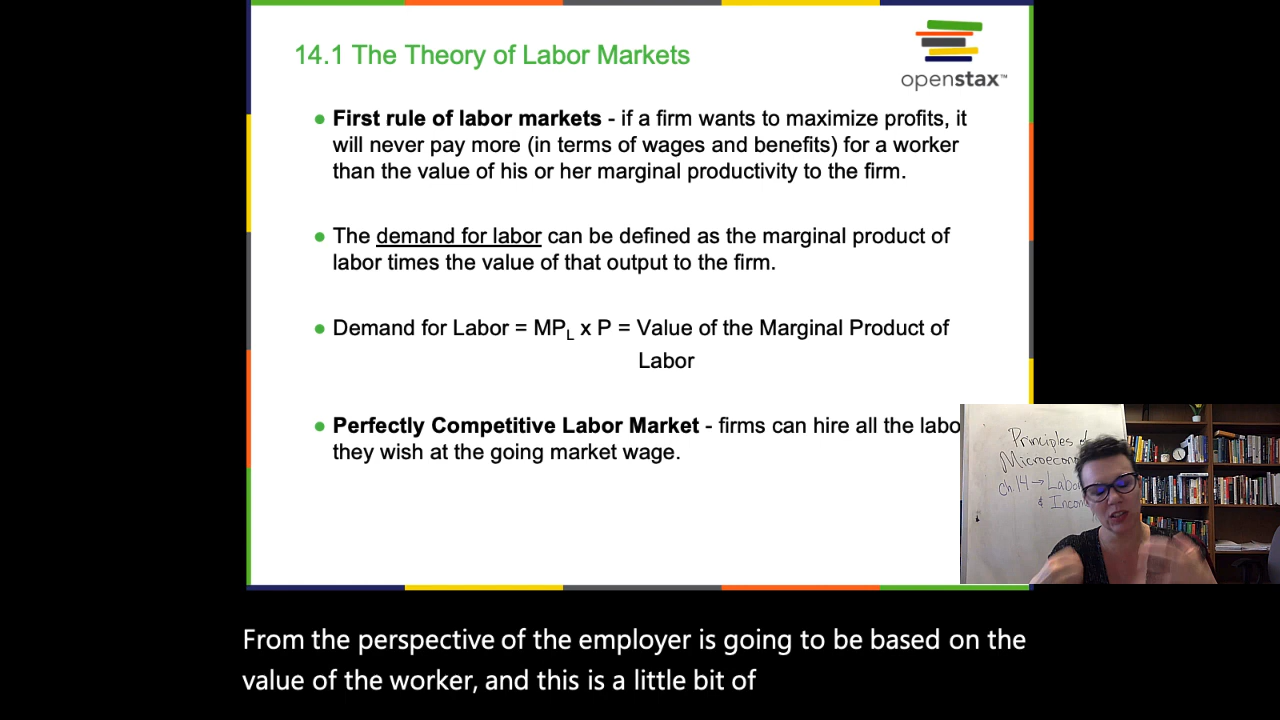 14.1 The Theory of Labor Markets
openstax™
● First rule of labor markets - if a firm wants to maximize profits, it
will never pay more (in terms of wages and benefits) for a worker
than the value of his or her marginal productivity to the firm.
● The demand for labor can be defined as the marginal product of
labor times the value of that output to the firm.
● Demand for Labor = MPL x P = Value of the Marginal Product of
Labor
● Perfectly Competitive Labor Market - firms can hire all the labo
they wish at the going market wage.
Principles
Microecon
Ch.14 → Labo
& Incom
From the perspective of the employer is going to be based on the
value of the worker, and this is a little bit of